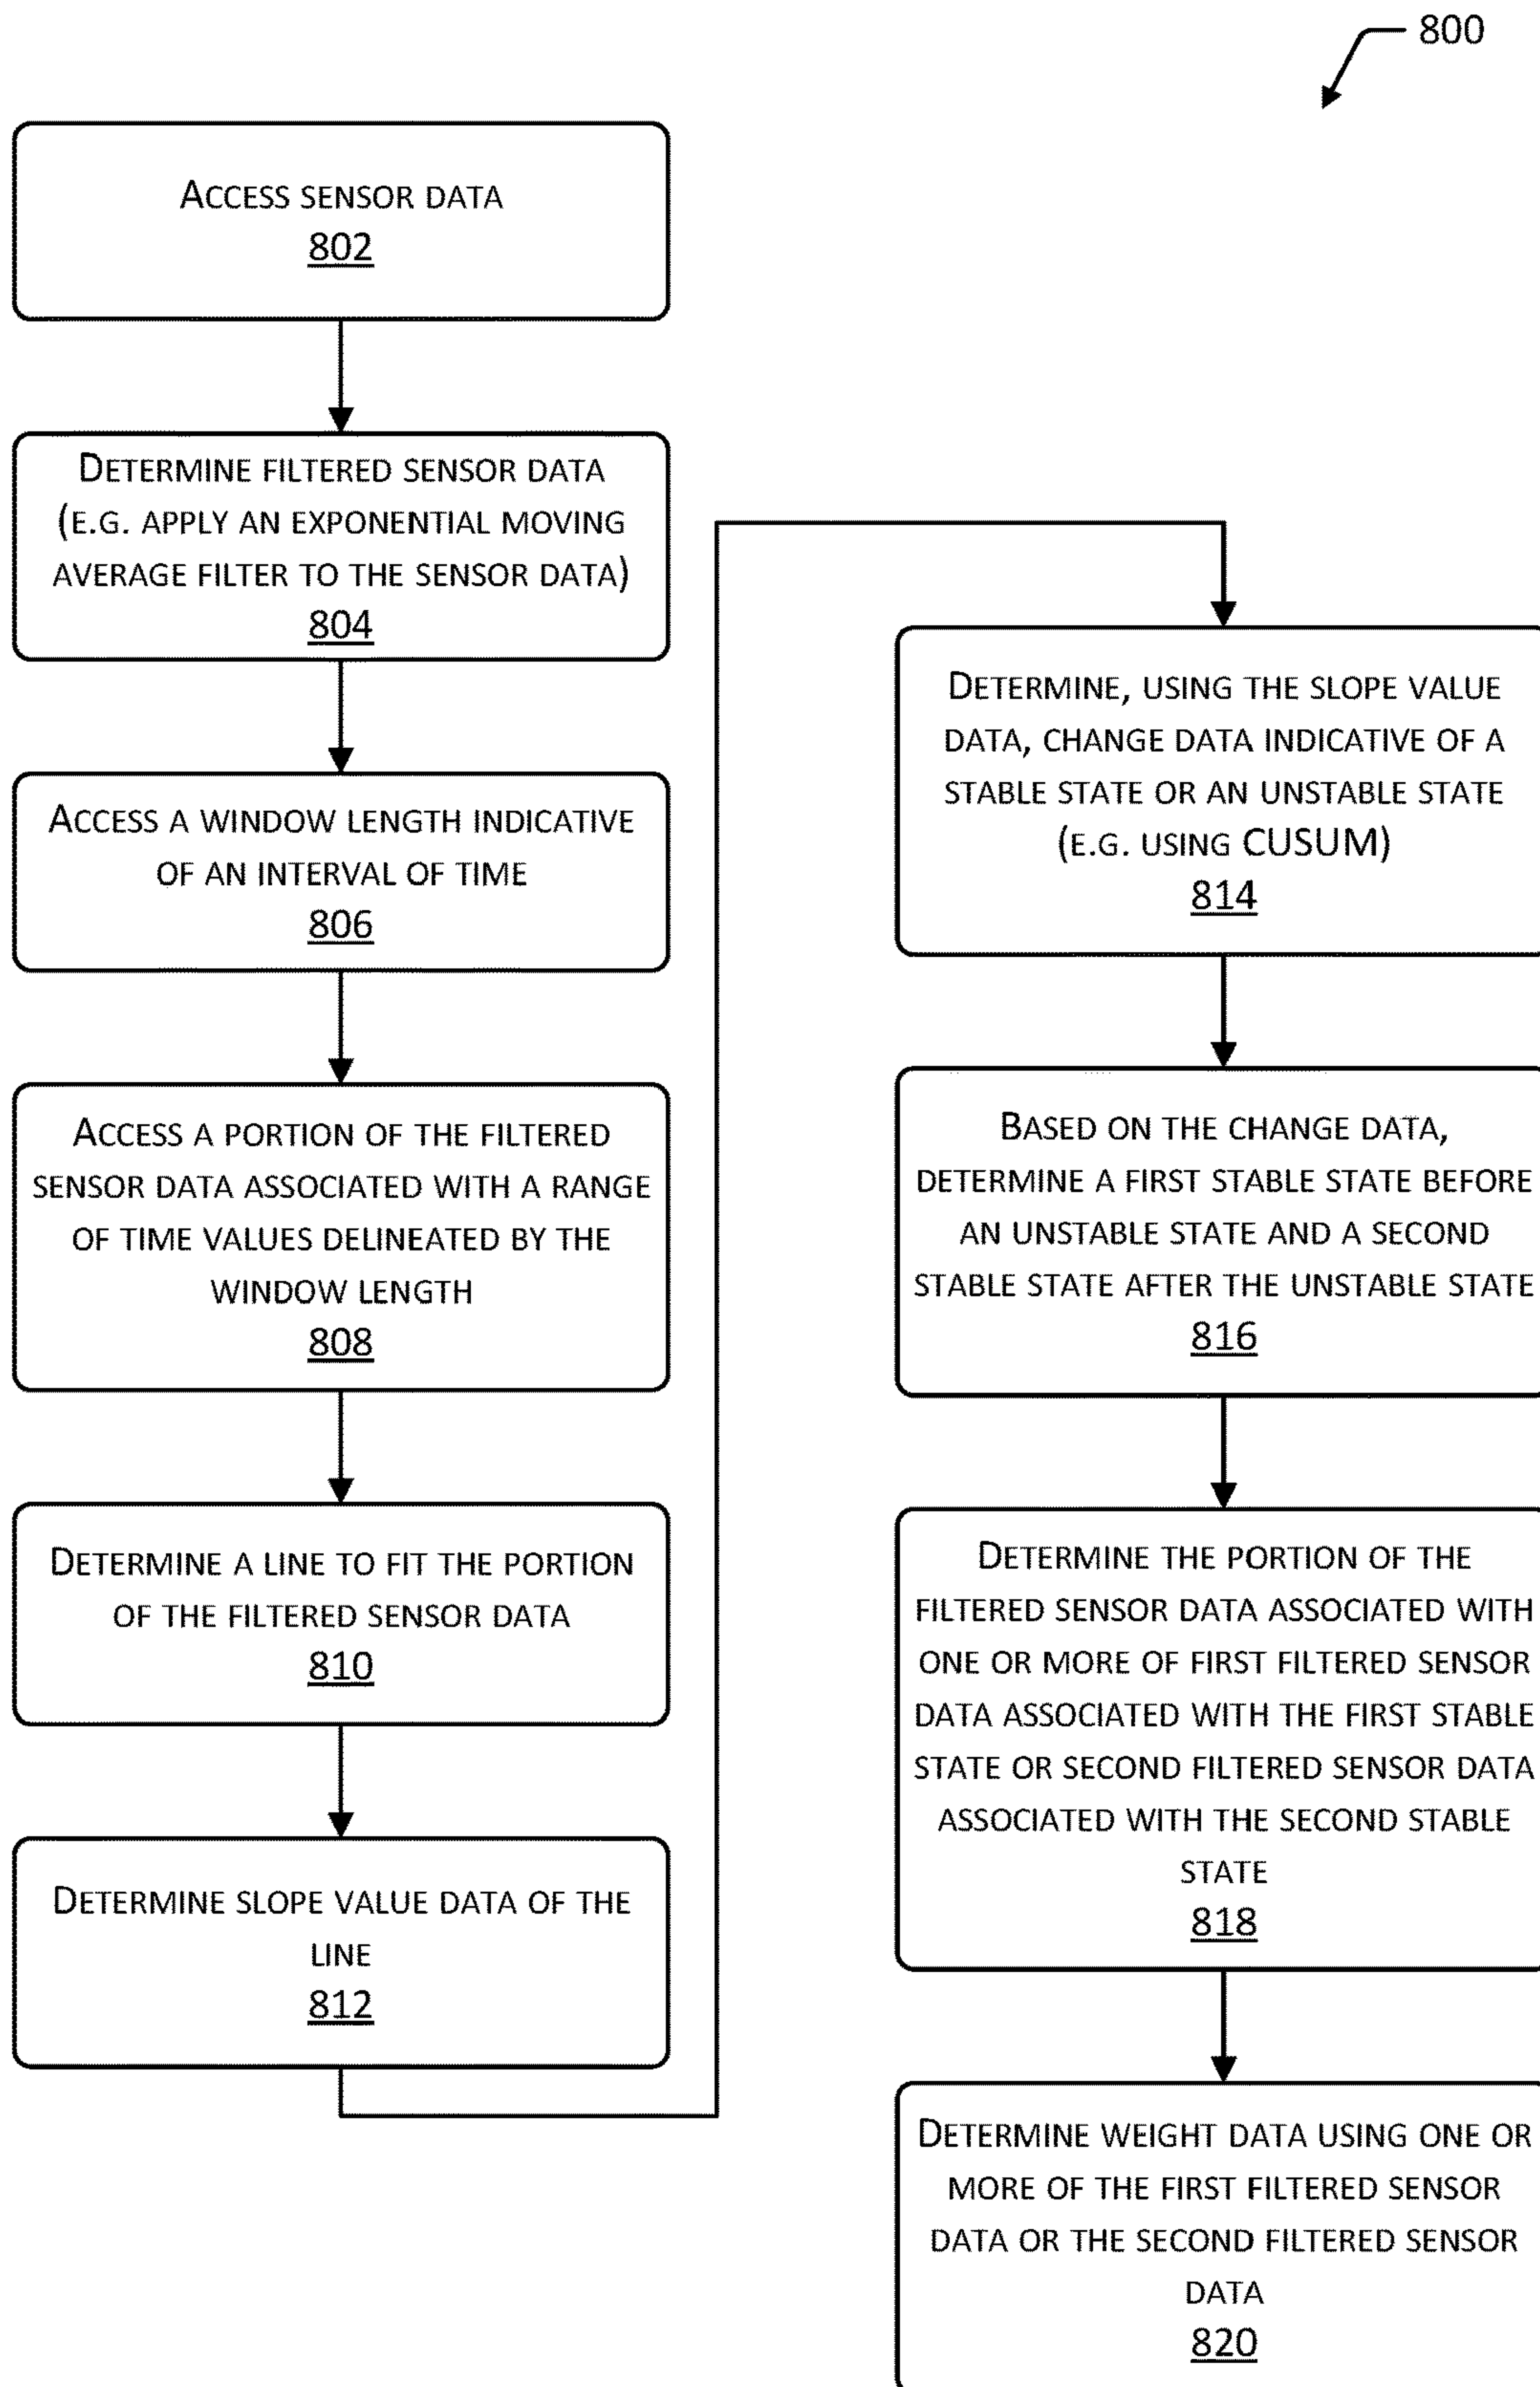 800
ACCESS SENSOR DATA
802
DETERMINE FILTERED SENSOR DATA
(E.G. APPLY AN EXPONENTIAL MOVING
AVERAGE FILTER TO THE SENSOR DATA)
804
ACCESS A WINDOW LENGTH INDICATIVE
OF AN INTERVAL OF TIME
806
ACCESS A PORTION OF THE FILTERED
SENSOR DATA ASSOCIATED WITH A RANGE
OF TIME VALUES DELINEATED BY THE
WINDOW LENGTH
808
DETERMINE A LINE TO FIT THE PORTION
OF THE FILTERED SENSOR DATA
810
DETERMINE SLOPE VALUE DATA OF THE
LINE
812
DETERMINE, USING THE SLOPE VALUE
DATA, CHANGE DATA INDICATIVE OF A
STABLE STATE OR AN UNSTABLE STATE
(E.G. USING CUSUM)
814
BASED ON THE CHANGE DATA,
DETERMINE A FIRST STABLE STATE BEFORE
AN UNSTABLE STATE AND A SECOND
STABLE STATE AFTER THE UNSTABLE STATE
816
DETERMINE THE PORTION OF THE
FILTERED SENSOR DATA ASSOCIATED WITH
ONE OR MORE OF FIRST FILTERED SENSOR
DATA ASSOCIATED WITH THE FIRST STABLE
STATE OR SECOND FILTERED SENSOR DATA
ASSOCIATED WITH THE SECOND STABLE
STATE
818
DETERMINE WEIGHT DATA USING ONE OR
MORE OF THE FIRST FILTERED SENSOR
DATA OR THE SECOND FILTERED SENSOR
DATA
820